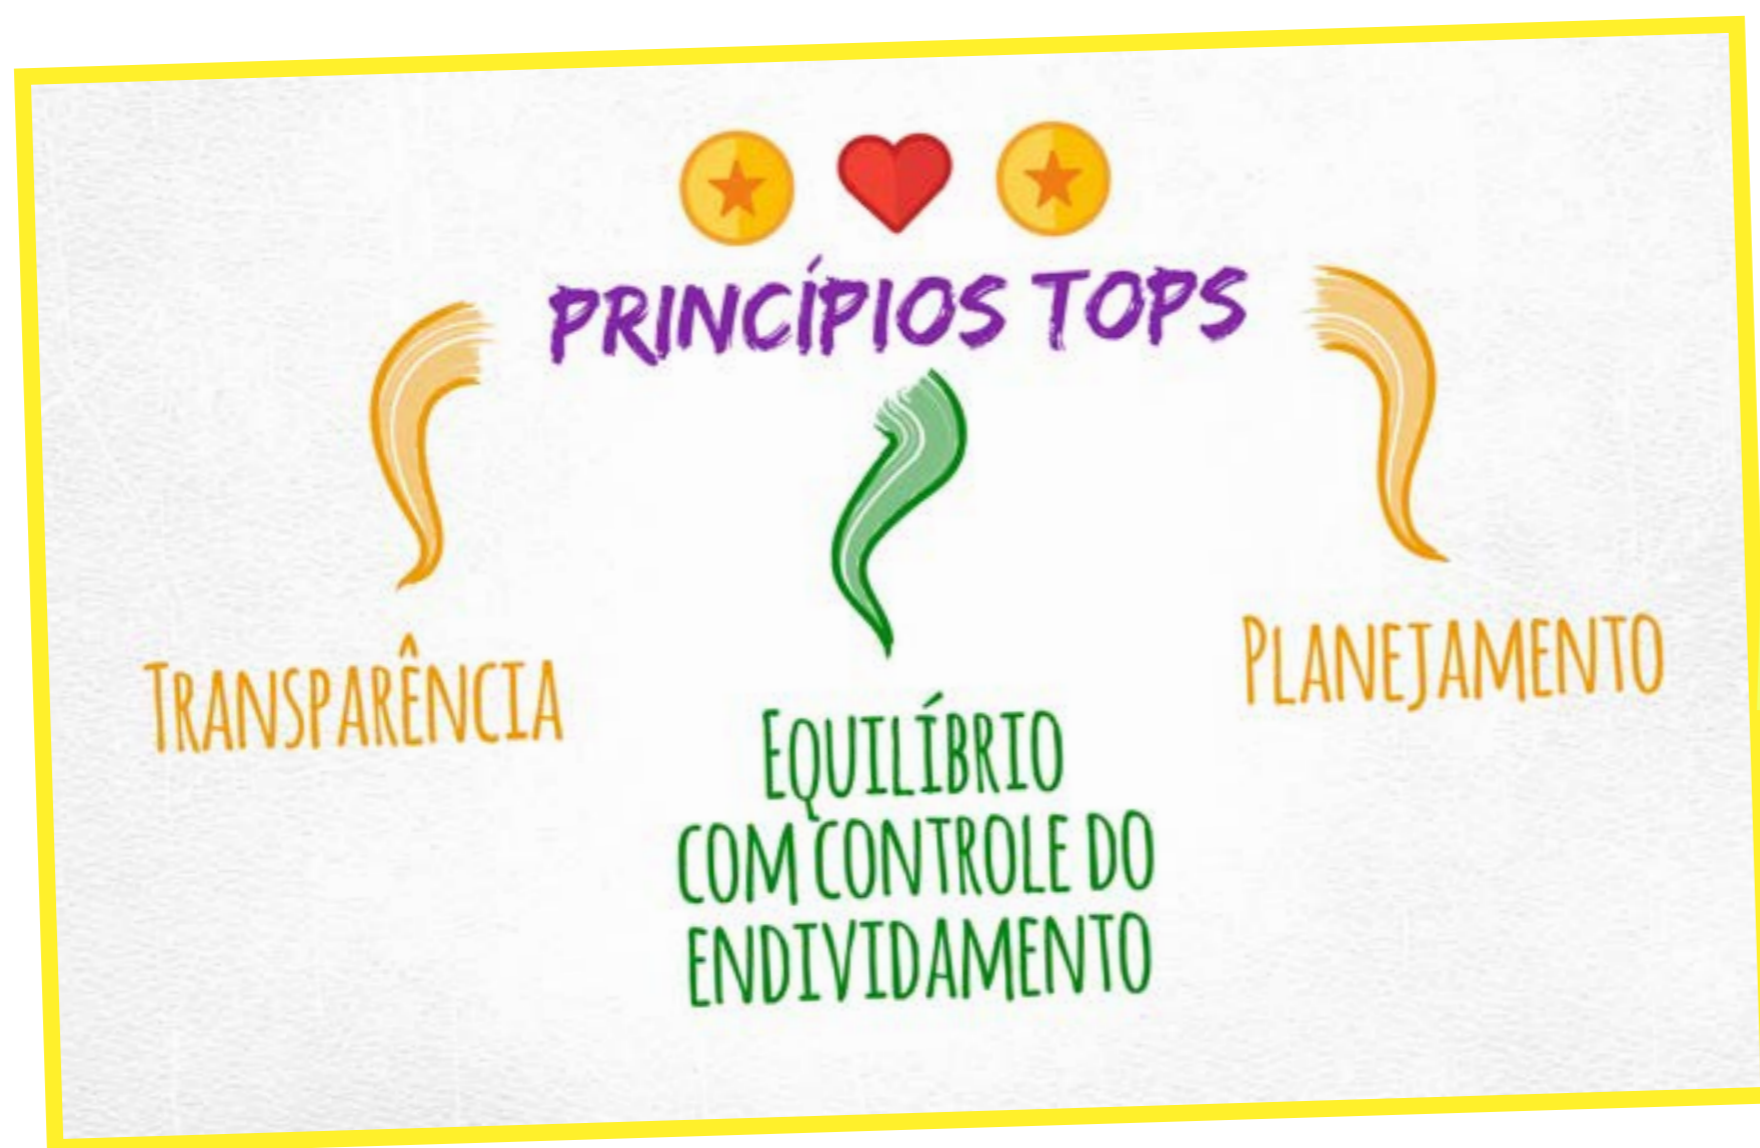 PRINCÍPIOS TOPS
TRANSPARÊNCIA
EQUILÍBRIO
COM CONTROLE DO
ENDIVIDAMENTO
PLANEJAMENTO